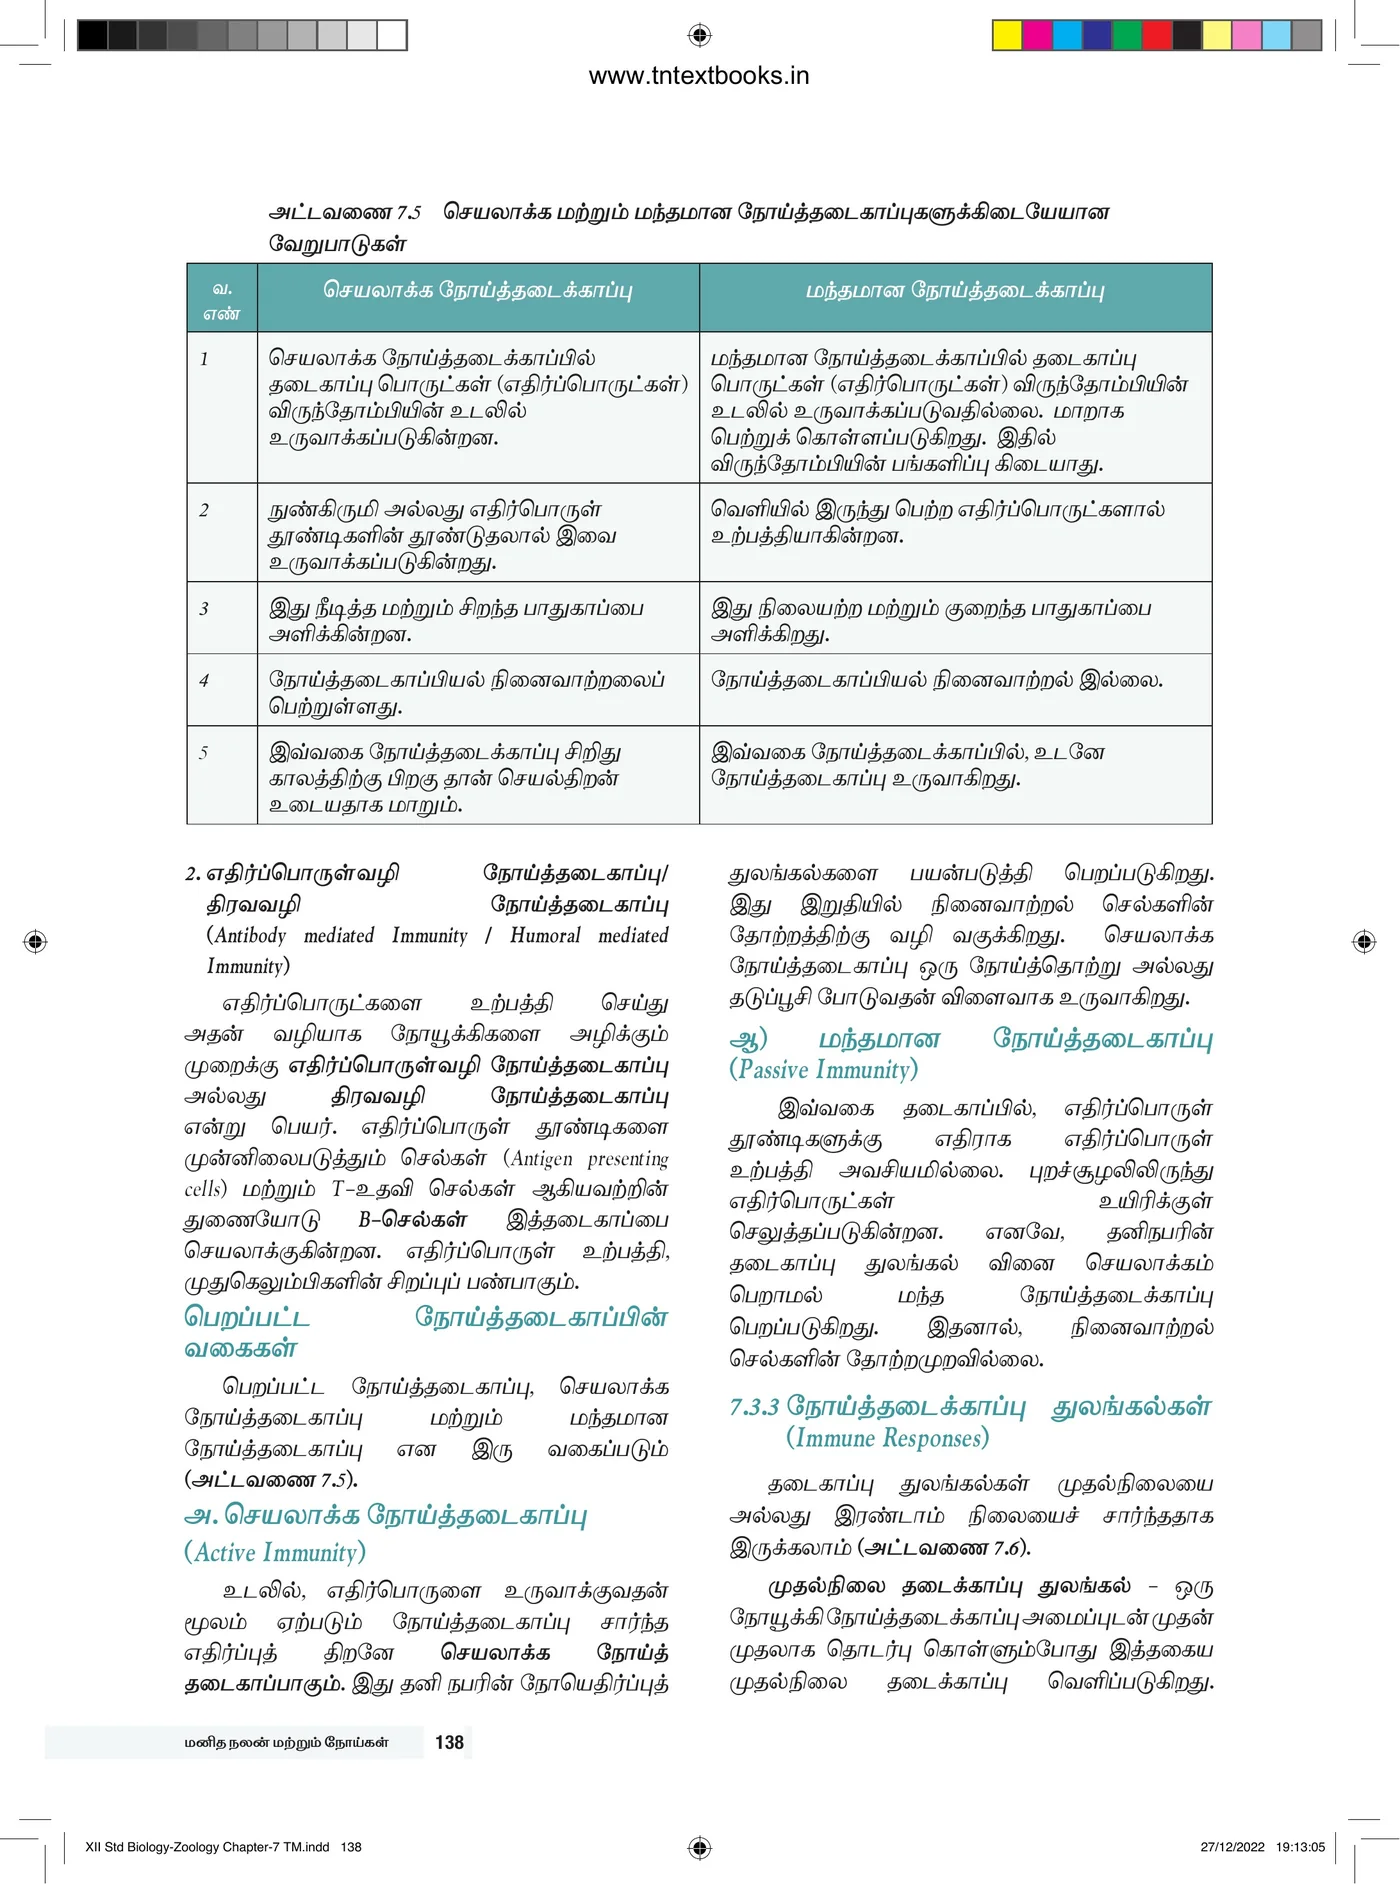 www.tntextbooks.in
அட்டவணை 7.5 செயலாக்க மற்றும் மந்தமான நோய்த்தடைகாப்புகளுக்கிடையேயான
வேறுபாடுகள்
வ.
எண்
செயலாக்க நோய்த்தடைக்காப்பு
மந்தமான நோய்த்தடைக்காப்பு
1
செயலாக்க நோய்த்தடைக்காப்பில்
தடைகாப்பு பொருட்கள் (எதிர்ப்பொருட்கள்)
விருந்தோம்பியின் உடலில்
உருவாக்கப்படுகின்றன.
மந்தமான நோய்த்தடைக்காப்பில் தடைகாப்பு
பொருட்கள் (எதிர்பொருட்கள்) விருந்தோம்பியின்
உடலில் உருவாக்கப்படுவதில்லை. மாறாக
பெற்றுக் கொள்ளப்படுகிறது. இதில்
விருந்தோம்பியின் பங்களிப்பு கிடையாது.
2
நுண்கிருமி அல்லது எதிர்பொருள்
தூண்டிகளின் தூண்டுதலால் இவை
உருவாக்கப்படுகின்றது.
வெளியில் இருந்து பெற்ற எதிர்ப்பொருட்களால்
உற்பத்தியாகின்றன.
3
இது நீடித்த மற்றும் சிறந்த பாதுகாப்பை
அளிக்கின்றன.
இது நிலையற்ற மற்றும் குறைந்த பாதுகாப்பை
அளிக்கிறது.
4
நோய்த்தடைகாப்பியல் நினைவாற்றலைப்
பெற்றுள்ளது.
நோய்த்தடைகாப்பியல் நினைவாற்றல் இல்லை.
5
இவ்வகை நோய்த்தடைக்காப்பு சிறிது
காலத்திற்கு பிறகு தான் செயல்திறன்
உடையதாக மாறும்.
இவ்வகை நோய்த்தடைக்காப்பில், உடனே
நோய்த்தடைகாப்பு உருவாகிறது.
2. எதிர்ப்பொருள்வழி நோய்த்தடைகாப்பு/
திரவவழி நோய்த்தடைகாப்பு
(Antibody mediated Immunity / Humoral mediated
Immunity)
எதிர்ப்பொருட்களை உற்பத்தி செய்து
அதன் வழியாக நோயூக்கிகளை அழிக்கும்
முறைக்கு எதிர்ப்பொருள்வழி நோய்த்தடைகாப்பு
அல்லது திரவவழி நோய்த்தடைகாப்பு
என்று பெயர். எதிர்ப்பொருள் தூண்டிகளை
முன்னிலைபடுத்தும் செல்கள் (Antigen presenting
cells) மற்றும் T-உதவி செல்கள் ஆகியவற்றின்
துணையோடு B-செல்கள் இத்தடைகாப்பை
செயலாக்குகின்றன. எதிர்ப்பொருள் உற்பத்தி,
முதுகெலும்பிகளின் சிறப்புப் பண்பாகும்.
பெறப்பட்ட நோய்த்தடைகாப்பின்
வகைகள்
பெறப்பட்ட நோய்த்தடைகாப்பு, செயலாக்க
நோய்த்தடைகாப்பு மற்றும் மந்தமான
நோய்த்தடைகாப்பு என இரு வகைப்படும்
(அட்டவணை 7.5).
அ. செயலாக்க நோய்த்தடைகாப்பு
(Active Immunity)
உடலில், எதிர்பொருளை உருவாக்குவதன்
மூலம் ஏற்படும் நோய்த்தடைகாப்பு சார்ந்த
எதிர்ப்புத் திறனே செயலாக்க நோய்த்
தடைகாப்பாகும். இது தனி நபரின் நோயெதிர்ப்புத்
துலங்கல்களை பயன்படுத்தி பெறப்படுகிறது.
இது இறுதியில் நினைவாற்றல் செல்களின்
தோற்றத்திற்கு வழி வகுக்கிறது. செயலாக்க
நோய்த்தடைகாப்பு ஒரு நோய்த்தொற்று அல்லது
தடுப்பூசி போடுவதன் விளைவாக உருவாகிறது.
ஆ) மந்தமான நோய்த்தடைகாப்பு
(Passive Immunity)
இவ்வகை தடைகாப்பில், எதிர்ப்பொருள்
தூண்டிகளுக்கு எதிராக எதிர்ப்பொருள்
உற்பத்தி அவசியமில்லை. புறச்சூழலிலிருந்து
எதிர்பொருட்கள் உயிரிக்குள்
செலுத்தப்படுகின்றன. எனவே, தனிநபரின்
தடைகாப்பு துலங்கல் வினை செயலாக்கம்
பெறாமல் மந்த நோய்த்தடைக்காப்பு
பெறப்படுகிறது. இதனால், நினைவாற்றல்
செல்களின் தோற்றமுறவில்லை.
7.3.3 நோய்த்தடைக்காப்பு துலங்கல்கள்
(Immune Responses)
தடைகாப்பு துலங்கல்கள் முதல்நிலையை
அல்லது இரண்டாம் நிலையைச் சார்ந்ததாக
இருக்கலாம் (அட்டவணை 7.6).
முதல்நிலை தடைக்காப்பு துலங்கல் – ஒரு
நோயூக்கி நோய்த்தடைக்காப்பு அமைப்புடன் முதன்
முதலாக தொடர்பு கொள்ளும்போது இத்தகைய
முதல்நிலை தடைக்காப்பு வெளிப்படுகிறது.
மனித நலன் மற்றும் நோய்கள் 138
XII Std Biology-Zoology Chapter-7 TM.indd 138
27/12/2022 19:13:05